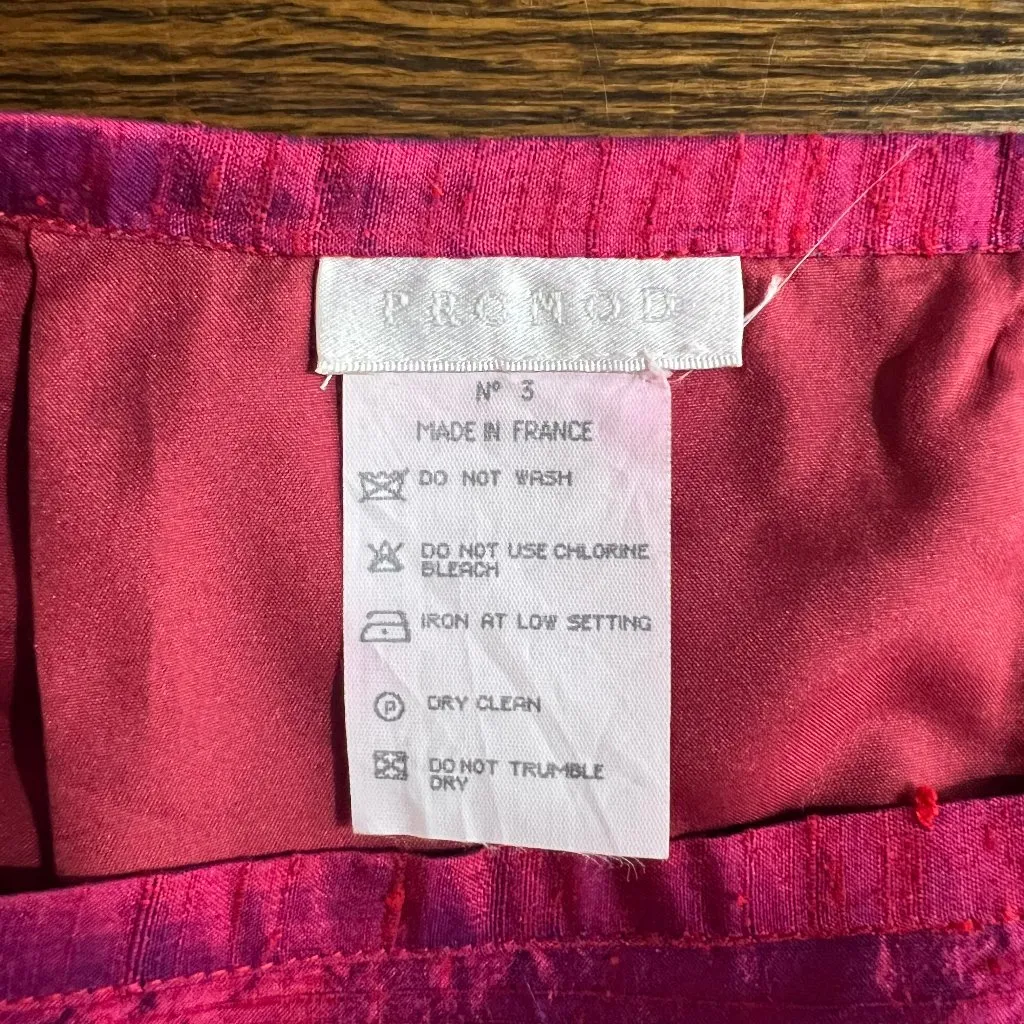 PROMOD
Nº 3
MADE IN FRANCE
DO NOT WASH
DO NOT USE CHLORINE
BLEACH
IRON AT LOW SETTING
P
DRY CLEAN
DO NOT TRUMBLE
DRY